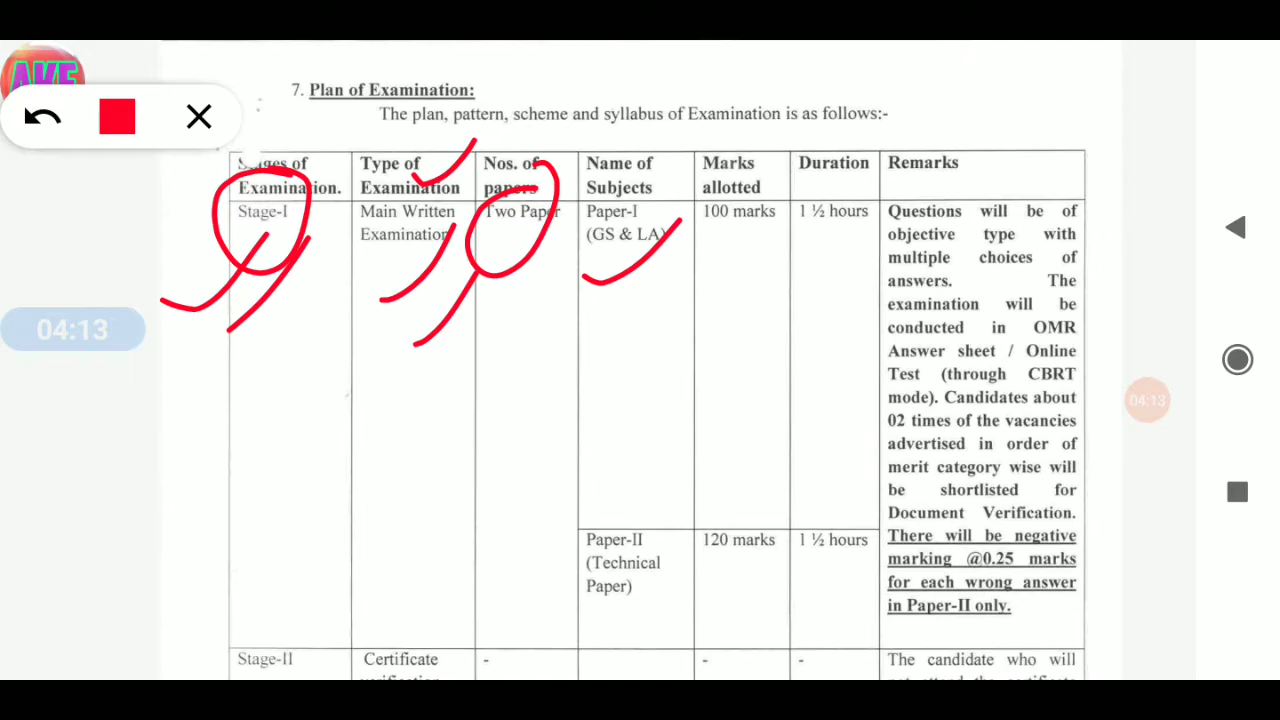 AKE
7. Plan of Examination:
The plan, pattern, scheme and syllabus of Examination is as follows:-
Stages of Examination.
Type of Examination
Nos. of papers
Name of Subjects
Marks allotted
Duration
Remarks
Stage-I
Main Written
Examination
Two Paper
Paper-I
(GS & LA)
100 marks
1 ½ hours
Questions will be of
objective type with
multiple choices of
answers. The
examination will be
conducted in OMR
Answer sheet / Online
Test (through CBRT
mode). Candidates about
02 times of the vacancies
advertised in order of
merit category wise will
be shortlisted for
Document Verification.
There will be negative
marking @0.25 marks
for each wrong answer
in Paper-II only.
Paper-II
(Technical
Paper)
120 marks
1 ½ hours
Stage-II
Certificate
-
-
-
The candidate who will
04:13
04:13